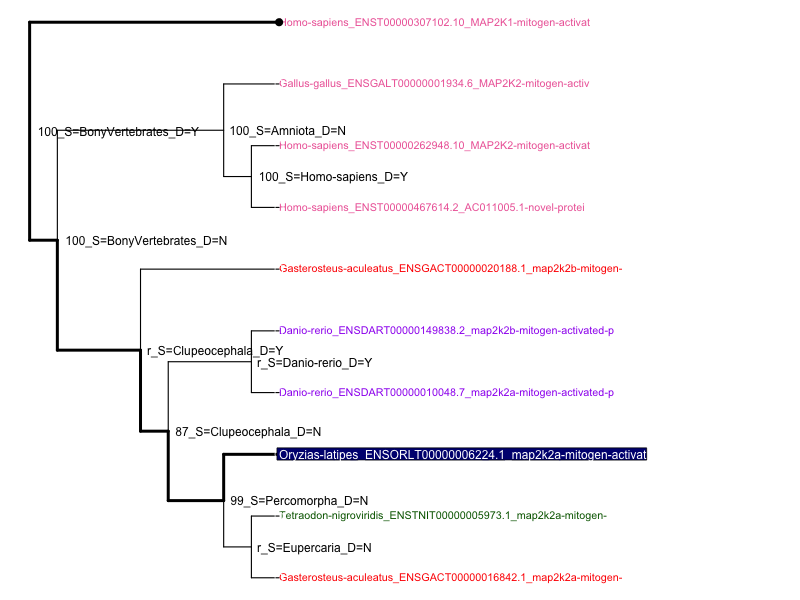 Homo-sapiens_ENST00000307102.10_MAP2K1-mitogen-activat
Gallus-gallus_ENSGALT00000001934.6_MAP2K2-mitogen-activ
100_S=BonyVertebrates_D=Y
100_S=Amniota_D=N
Homo-sapiens_ENST00000262948.10_MAP2K2-mitogen-activat
100_S=Homo-sapiens_D=Y
Homo-sapiens_ENST00000467614.2_AC011005.1-novel-protei
100_S=BonyVertebrates_D=N
Gasterosteus-aculeatus_ENSGACT00000020188.1_map2k2b-mitogen-
Danio-rerio_ENSDART00000149838.2_map2k2b-mitogen-activated-p
r_S=Clupeocephala_D=Y
r_S=Danio-rerio_D=Y
Danio-rerio_ENSDART00000010048.7_map2k2a-mitogen-activated-p
87_S=Clupeocephala_D=N
Oryzias-latipes_ENSORLT00000006224.1_map2k2a-mitogen-activat
99_S=Percomorpha_D=N
Tetraodon-nigroviridis_ENSTNIT00000005973.1_map2k2a-mitogen-
r_S=Eupercaria_D=N
Gasterosteus-aculeatus_ENSGACT00000016842.1_map2k2a-mitogen-